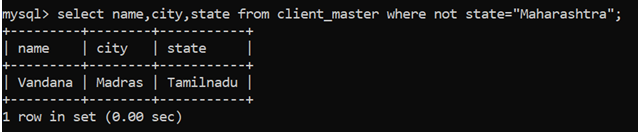 mysql> select name,city,state from client_master where not state="Maharashtra";
+---------+--------+-----------+
| name    | city   | state     |
+---------+--------+-----------+
| Vandana | Madras | Tamilnadu |
+---------+--------+-----------+
1 row in set (0.00 sec)